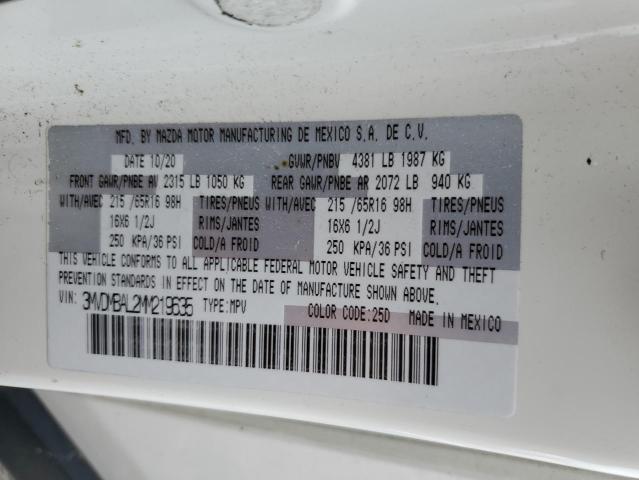 MFD. BY MAZDA MOTOR MANUFACTURING DE MEXICO S.A. DE C.V.
DATE 10/20 GVWR/PNBV 4381 LB 1987 KG
FRONT GAWR/PNBE AV 2315 LB 1050 KG REAR GAWR/PNBE AR 2072 LB 940 KG
WITH/AVEC 215 /65R16 98H TIRES/PNEUS WITH/AVEC 215 /65R16 98H TIRES/PNEUS
16X6 1/2J RIMS/JANTES 16X6 1/2J RIMS/JANTES
250 KPA/36 PSI COLD/A FROID 250 KPA/36 PSI COLD/A FROID
THIS VEHICLE CONFORMS TO ALL APPLICABLE FEDERAL MOTOR VEHICLE SAFETY AND THEFT
PREVENTION STANDARDS IN EFFECT ON THE DATE OF MANUFACTURE SHOWN ABOVE.
VIN: 3MVDMBAL2MM219635 TYPE:MPV COLOR CODE:25D MADE IN MEXICO